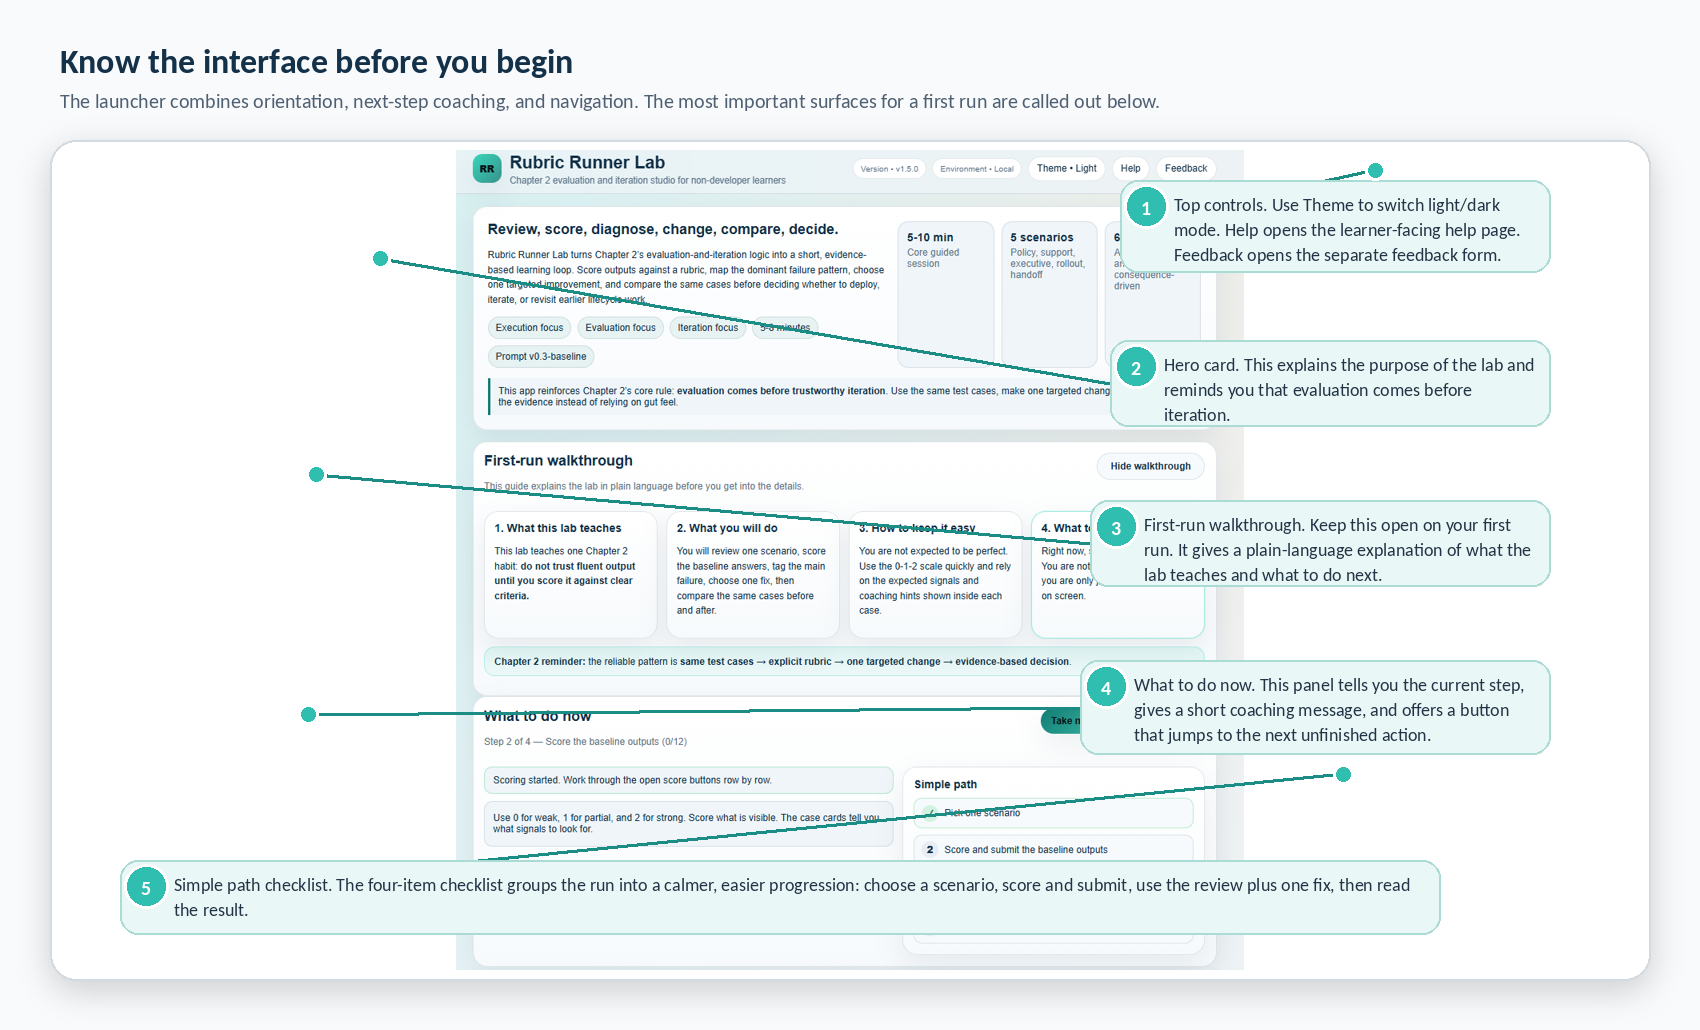 Know the interface before you begin
The launcher combines orientation, next-step coaching, and navigation. The most important surfaces for a first run are called out below.
RR
Rubric Runner Lab
Chapter 2 evaluation and iteration studio for non-developer learners
Version • v1.5.0
Environment • Local
Theme • Light
Help
Feedback
1
Top controls. Use Theme to switch light/dark
mode. Help opens the learner-facing help page.
Feedback opens the separate feedback form.
Review, score, diagnose, change, compare, decide.
Rubric Runner Lab turns Chapter 2's evaluation-and-iteration logic into a short, evidence-
based learning loop. Score outputs against a rubric, map the dominant failure pattern, choose
one targeted improvement, and compare the same cases before deciding whether to deploy,
iterate, or revisit earlier lifecycle work.
Execution focus
Evaluation focus
Iteration focus
5-8 minutes
Prompt v0.3-baseline
5-10 min
Core guided
session
5 scenarios
Policy, support,
executive, rollout,
handoff
6
consequence-
driven
This app reinforces Chapter 2's core rule: evaluation comes before trustworthy iteration. Use the same test cases, make one targeted
the evidence instead of relying on gut feel.
2
Hero card. This explains the purpose of the lab and
reminds you that evaluation comes before
iteration.
First-run walkthrough
This guide explains the lab in plain language before you get into the details.
Hide walkthrough
1. What this lab teaches
This lab teaches one Chapter 2
habit: do not trust fluent output
until you score it against clear
criteria.
2. What you will do
You will review one scenario, score
the baseline answers, tag the main
failure, choose one fix, then
compare the same cases before
and after.
3. How to keep it easy
You are not expected to be perfect.
Use the 0-1-2 scale quickly and rely
on the expected signals and
coaching hints shown inside each
case.
4. What
Right now,
You are not
you are only
on screen.
3
First-run walkthrough. Keep this open on your first
run. It gives a plain-language explanation of what the
lab teaches and what to do next.
Chapter 2 reminder: the reliable pattern is same test cases → explicit rubric → one targeted change → evidence-based decision.
What to do now
Step 2 of 4 — Score the baseline outputs (0/12)
Take
4
What to do now. This panel tells you the current step,
gives a short coaching message, and offers a button
that jumps to the next unfinished action.
Scoring started. Work through the open score buttons row by row.
Use 0 for weak, 1 for partial, and 2 for strong. Score what is visible. The case cards tell you
what signals to look for.
Simple path
✓ Pick one scenario
2 Score and submit the baseline outputs
5
Simple path checklist. The four-item checklist groups the run into a calmer, easier progression: choose a scenario, score and submit, use the review plus one fix, then read
the result.